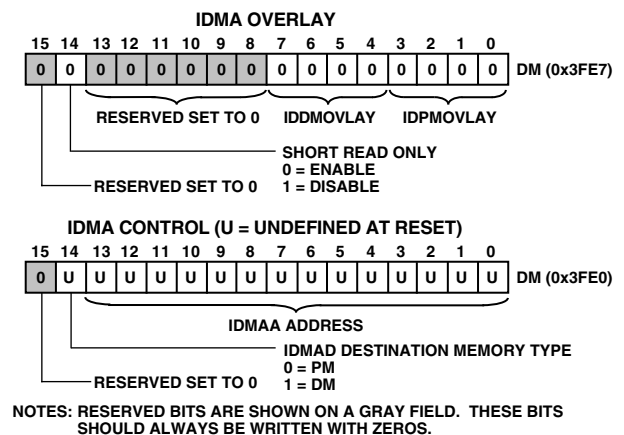 IDMA OVERLAY
15 14 13 12 11 10 9 8 7 6 5 4 3 2 1 0
0 0 0 0 0 0 0 0 0 0 0 0 0 0 0 0 DM (0x3FE7)
RESERVED SET TO 0 IDDMOVLAY IDPMOVLAY
SHORT READ ONLY
0 = ENABLE
RESERVED SET TO 0 1 = DISABLE
IDMA CONTROL (U = UNDEFINED AT RESET)
15 14 13 12 11 10 9 8 7 6 5 4 3 2 1 0
0 U U U U U U U U U U U U U U U DM (0x3FE0)
IDMAA ADDRESS
IDMAD DESTINATION MEMORY TYPE
0 = PM
RESERVED SET TO 0 1 = DM
NOTES: RESERVED BITS ARE SHOWN ON A GRAY FIELD. THESE BITS
SHOULD ALWAYS BE WRITTEN WITH ZEROS.